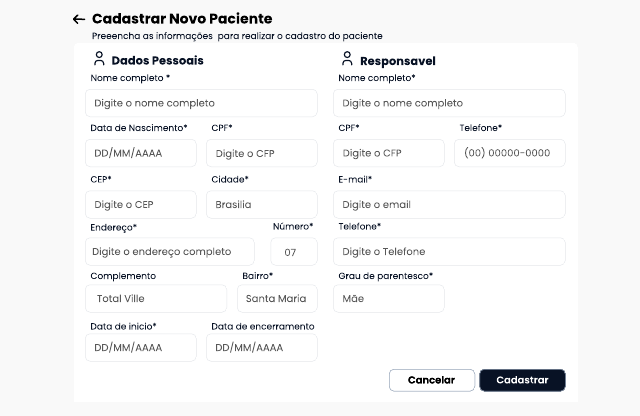 Cadastrar Novo Paciente
Preeencha as informações para realizar o cadastro do paciente
Dados Pessoais
Nome completo *
Digite o nome completo
Data de Nascimento*
CPF*
DD/MM/AAAA
Digite o CFP
CEP*
Cidade*
Digite o CEP
Brasilia
Endereço*
Número*
Digite o endereço completo
07
Complemento
Bairro*
Total Ville
Santa Maria
Data de inicio*
Data de encerramento
DD/MM/AAAA
DD/MM/AAAA
Responsavel
Nome completo*
Digite o nome completo
CPF*
Telefone*
Digite o CFP
(00) 00000-0000
E-mail*
Digite o email
Telefone*
Digite o Telefone
Grau de parentesco*
Mãe
Cancelar
Cadastrar